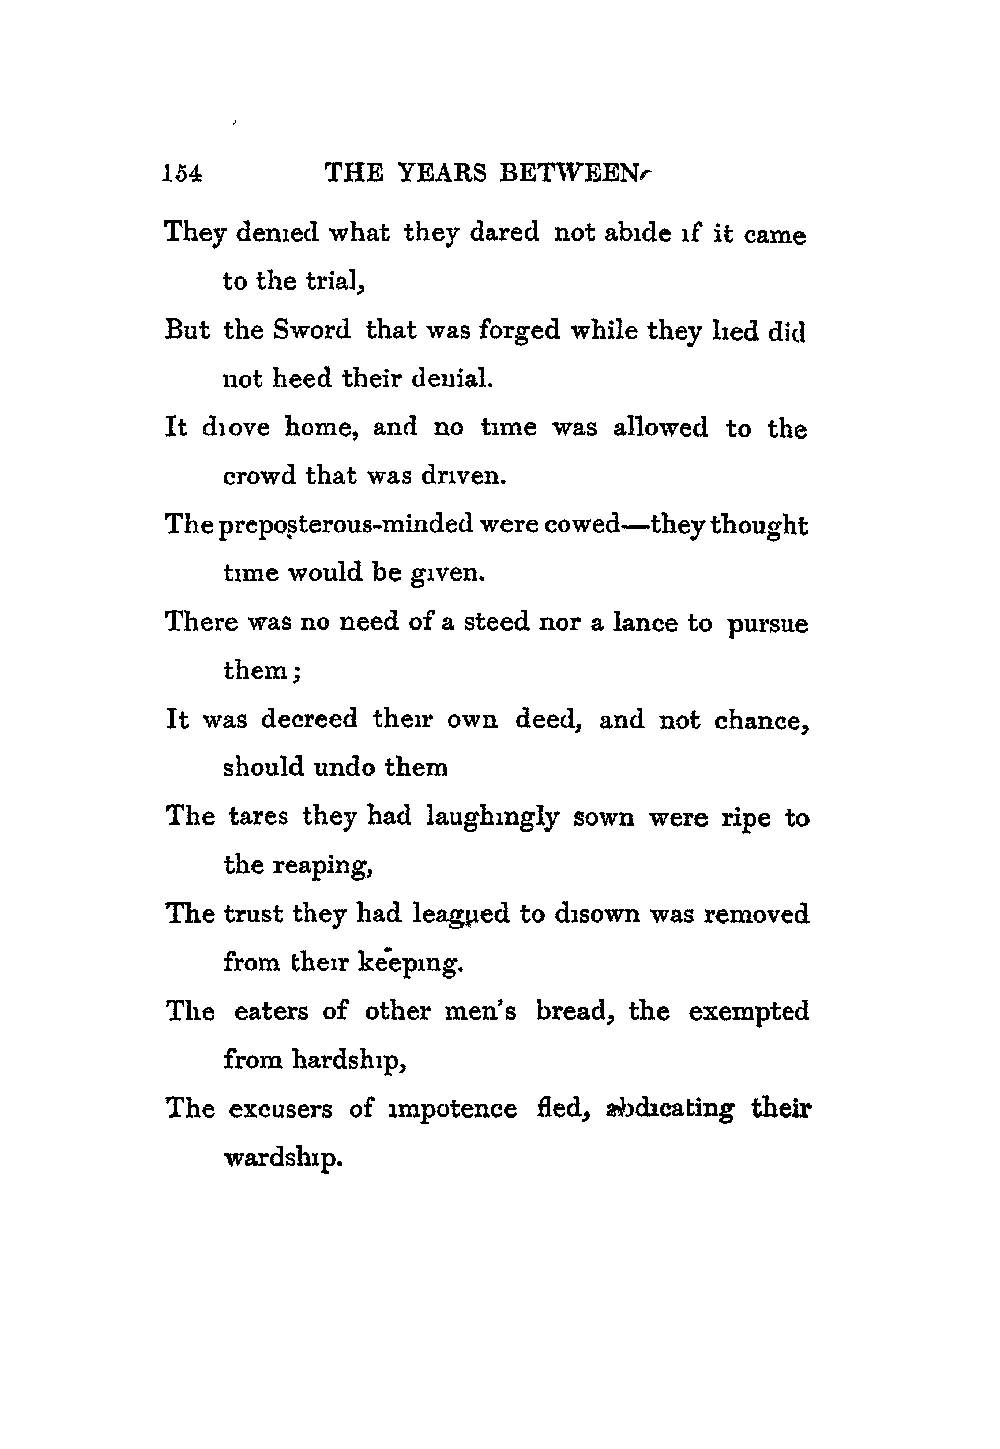 154 THE YEARS BETWEEN
They denied what they dared not abide if it came
to the trial,
But the Sword that was forged while they lied did
not heed their denial.
It drove home, and no time was allowed to the
crowd that was driven.
The preposterous-minded were cowed—they thought
time would be given.
There was no need of a steed nor a lance to pursue
them;
It was decreed their own deed, and not chance,
should undo them
The tares they had laughingly sown were ripe to
the reaping,
The trust they had leagued to disown was removed
from their keeping.
The eaters of other men's bread, the exempted
from hardship,
The excusers of impotence fled, abdicating their
wardship.